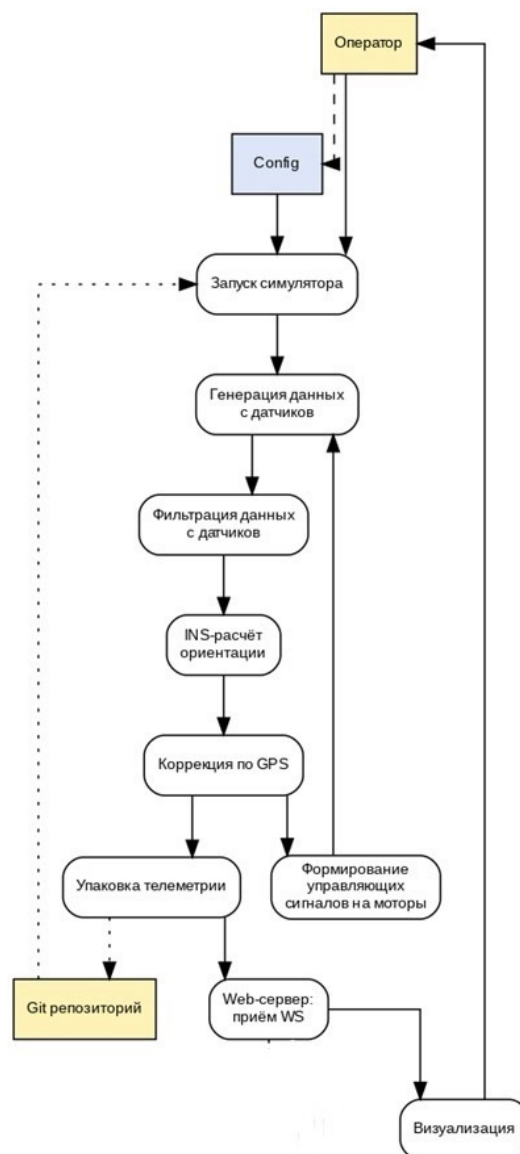 Оператор
Config
Запуск симулятора
Генерация данных
с датчиков
Фильтрация данных
с датчиков
INS-расчёт
ориентации
Коррекция по GPS
Упаковка телеметрии
Формирование
управляющих
сигналов на моторы
Git репозиторий
Web-сервер:
приём WS
Визуализация